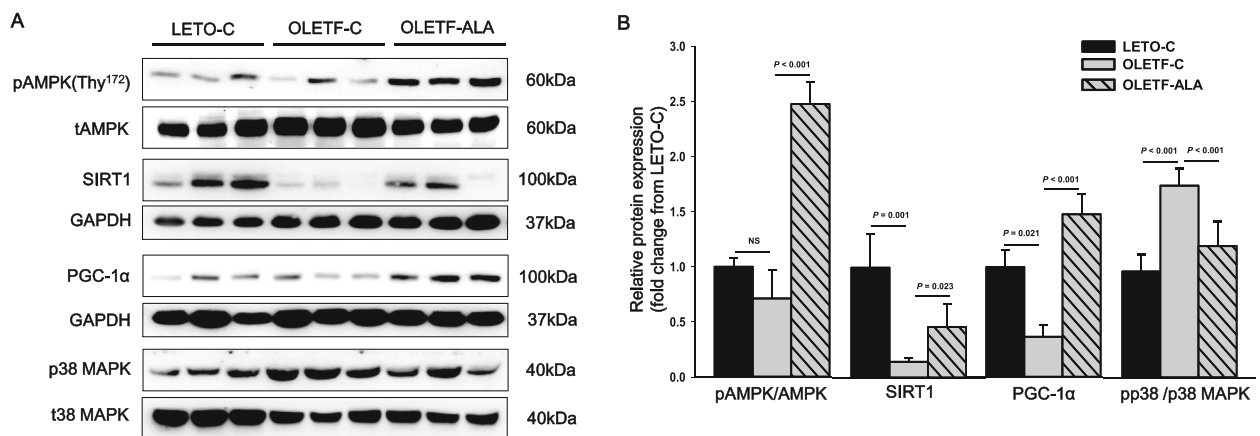 A
LETO-C OLETF-C OLETF-ALA
pAMPK(Thy¹⁷²) 60kDa
tAMPK 60kDa
SIRT1 100kDa
GAPDH 37kDa
PGC-1α 100kDa
GAPDH 37kDa
p38 MAPK 40kDa
t38 MAPK 40kDa
B
Relative protein expression
(fold change from LETO-C)
3.0
2.5
2.0
1.5
1.0
0.5
0.0
LETO-C
OLETF-C
OLETF-ALA
NS
P < 0.001
P = 0.001
P = 0.023
P = 0.021
P < 0.001
P < 0.001
P < 0.001
pAMPK/AMPK SIRT1 PGC-1α pp38 /p38 MAPK